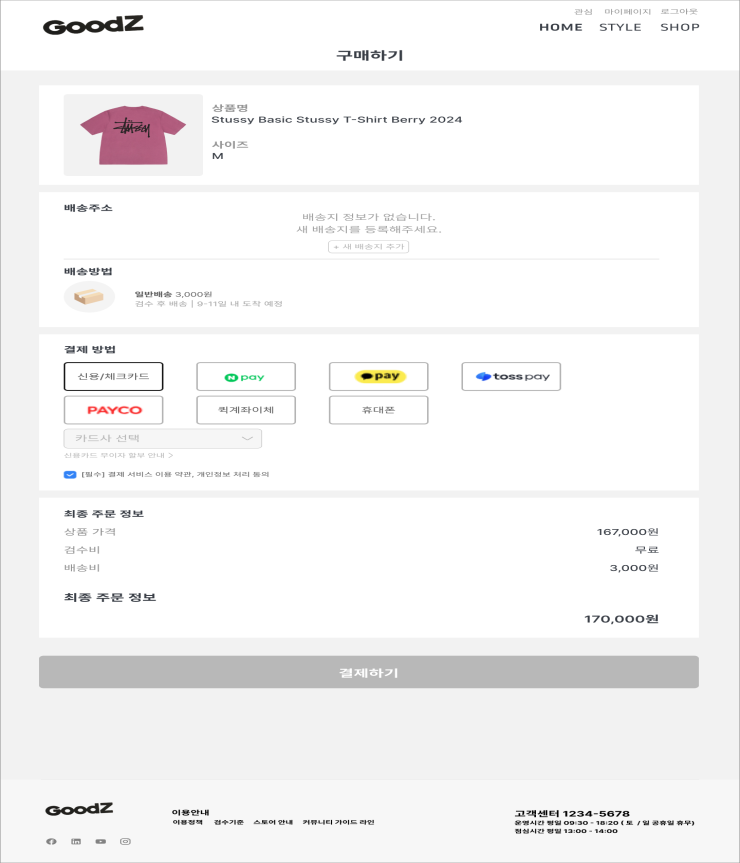 GOODZ
관심 마이페이지 로그아웃
HOME STYLE SHOP
구매하기
상품명
Stussy Basic Stussy T-Shirt Berry 2024
사이즈
M
배송주소
배송지 정보가 없습니다.
새 배송지를 등록해주세요.
+ 새 배송지 추가
배송방법
일반배송 3,000원
검수 후 배송 | 9-11일 내 도착 예정
결제 방법
신용/체크카드
N pay
pay
toss pay
PAYCO
퀵계좌이체
휴대폰
카드사 선택
신용카드 무이자 할부 안내 >
[필수] 결제 서비스 이용 약관, 개인정보 처리 동의
최종 주문 정보
상품 가격 167,000원
검수비 무료
배송비 3,000원
최종 주문 정보
170,000원
결제하기
GOODZ
이용안내
이용정책 검수기준 스토어 안내 커뮤니티 가이드 라인
고객센터 1234-5678
운영시간 평일 09:30 - 18:20 ( 토 / 일 공휴일 휴무)
점심시간 평일 13:00 - 14:00